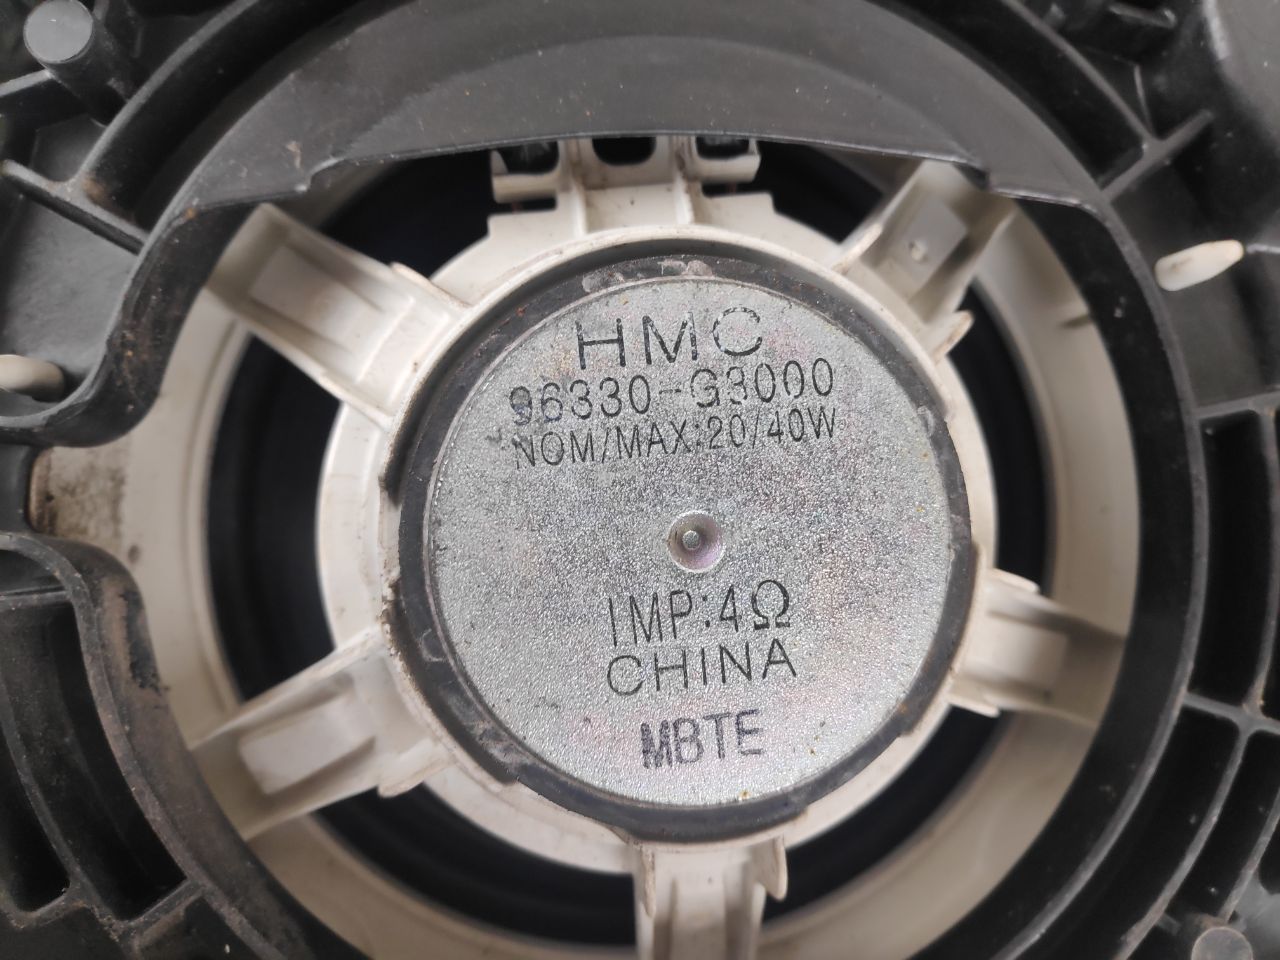 HMC
96330-G3000
NOM/MAX:20/40W
IMP:4Ω
CHINA
MBTE